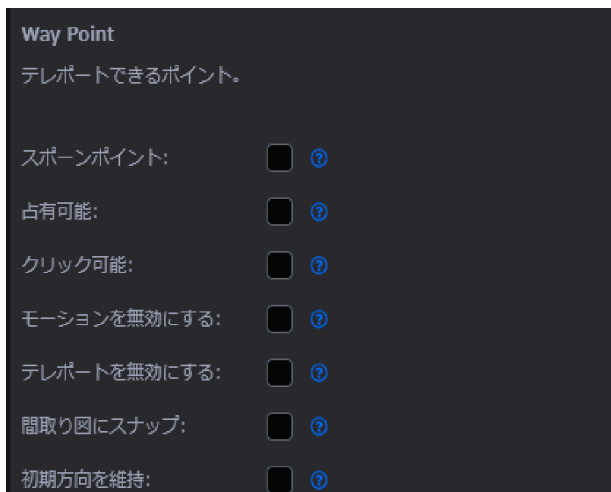 Way Point
テレポートできるポイント。
スポーンポイント:
占有可能:
クリック可能:
モーションを無効にする:
テレポートを無効にする:
間取り図にスナップ:
初期方向を維持: